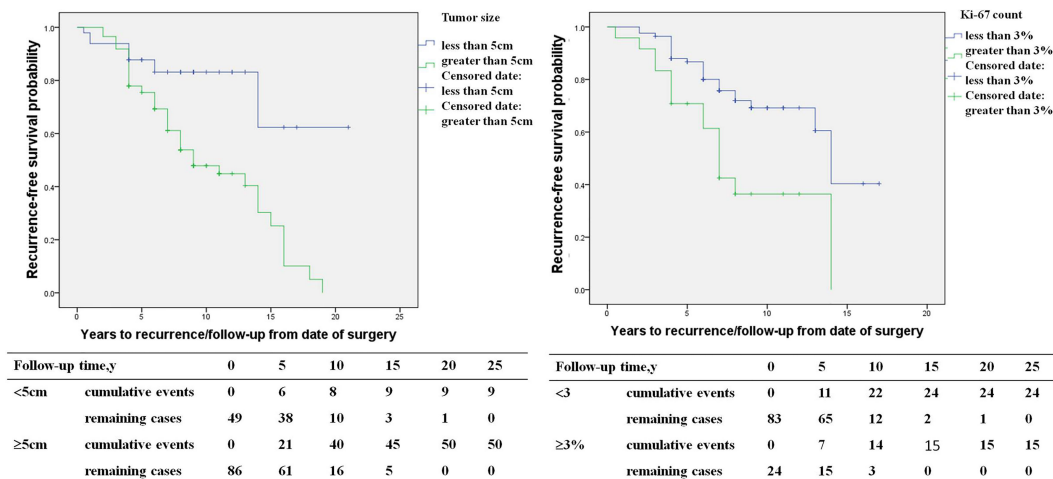 Tumor size
less than 5cm
greater than 5cm
Censored date:
less than 5cm
Censored date:
greater than 5cm
Recurrence-free survival probability
1.0
0.8
0.6
0.4
0.2
0.0
0 5 10 15 20 25
Years to recurrence/follow-up from date of surgery
Follow-up time,y 0 5 10 15 20 25
<5cm cumulative events 0 6 8 9 9 9
remaining cases 49 38 10 3 1 0
≥5cm cumulative events 0 21 40 45 50 50
remaining cases 86 61 16 5 0 0
Ki-67 count
less than 3%
greater than 3%
Censored date:
less than 3%
Censored date:
greater than 3%
Recurrence-free survival probability
1.0
0.8
0.6
0.4
0.2
0.0
0 5 10 15 20
Years to recurrence/follow-up from date of surgery
Follow-up time,y 0 5 10 15 20 25
<3 cumulative events 0 11 22 24 24 24
remaining cases 83 65 12 2 1 0
≥3% cumulative events 0 7 14 15 15 15
remaining cases 24 15 3 0 0 0